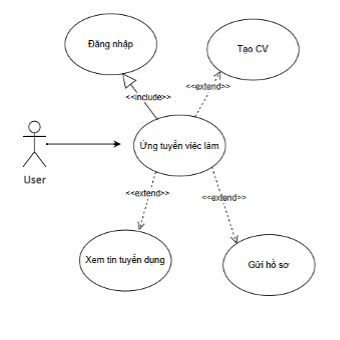 Đăng nhập
Tạo CV
<<extend>>
<<include>>
Ứng tuyển việc làm
User
<<extend>>
<<extend>>
Xem tin tuyển dụng
Gửi hồ sơ